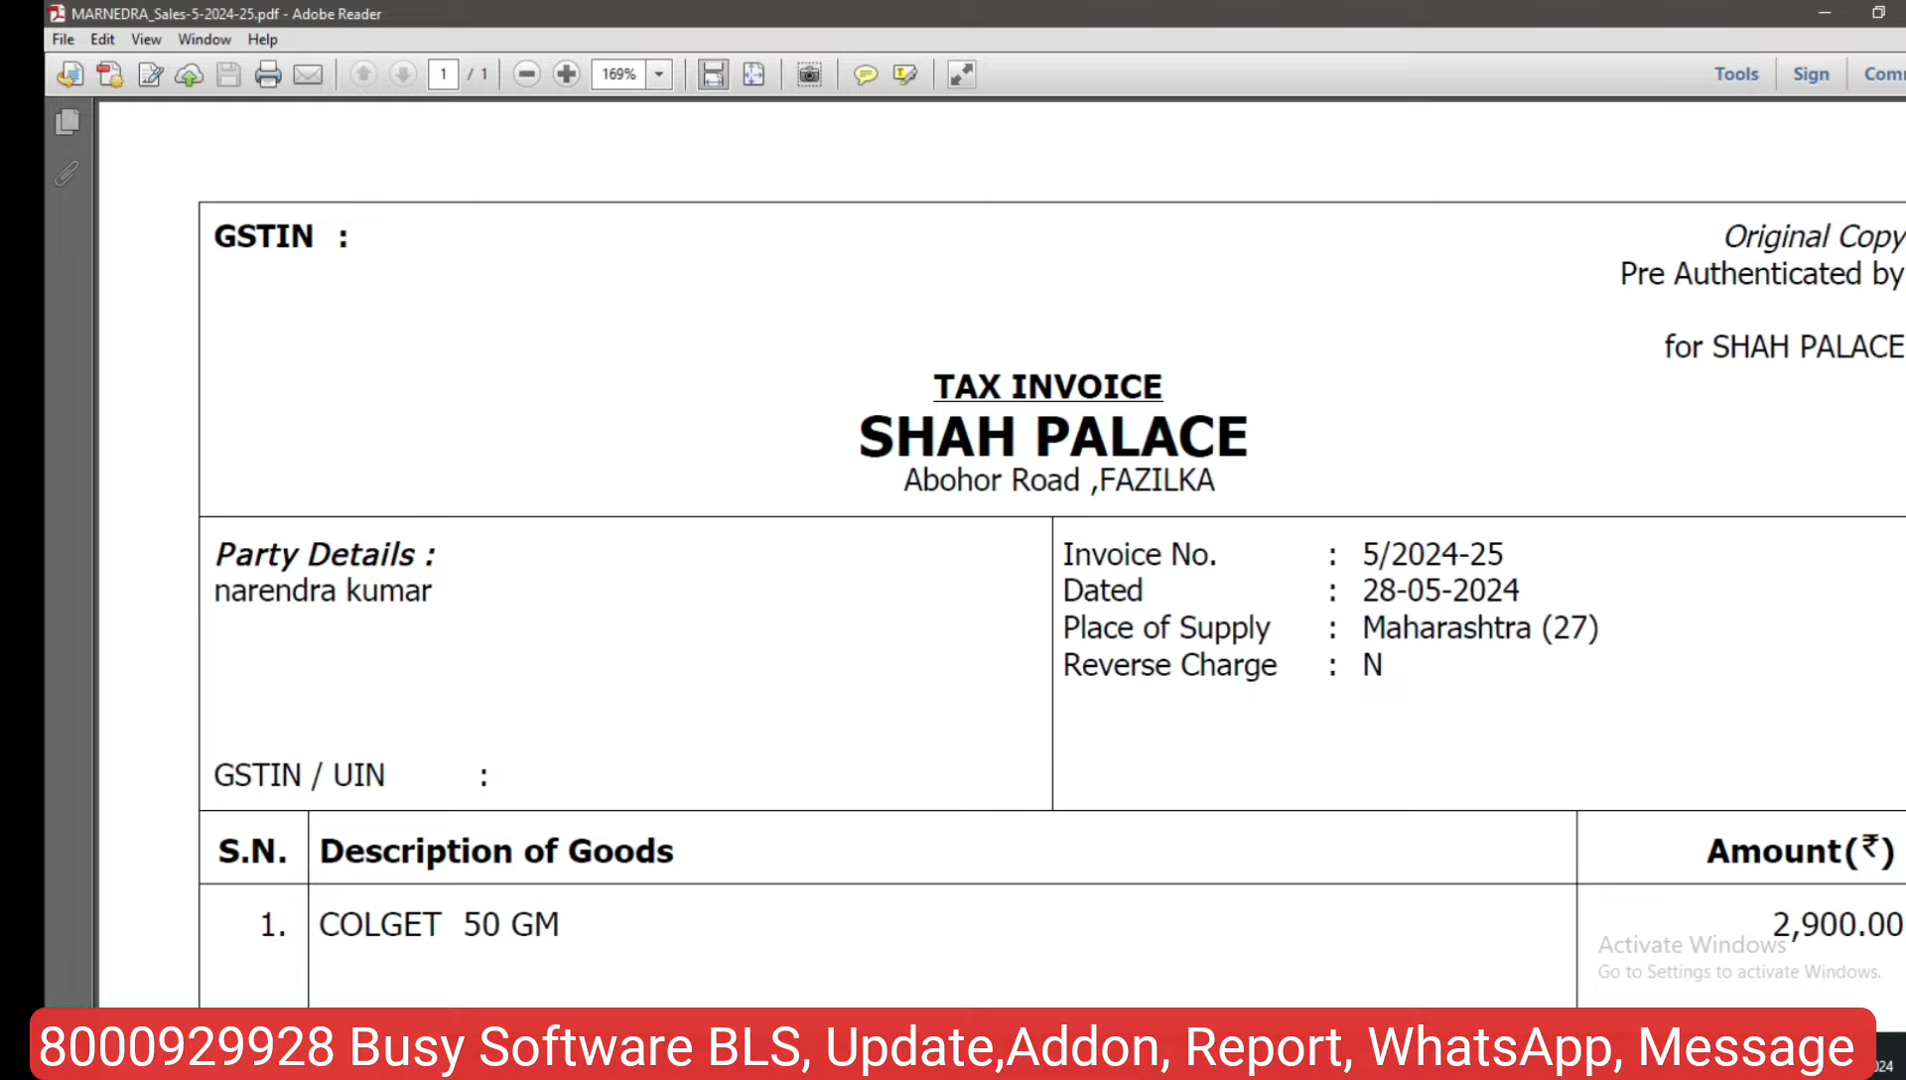 MARNEDRA_Sales-5-2024-25.pdf - Adobe Reader
File Edit View Window Help
1 / 1 169% Tools Sign Com
GSTIN :
Original Copy
Pre Authenticated by
for SHAH PALACE
TAX INVOICE
SHAH PALACE
Abohor Road ,FAZILKA
Party Details :
narendra kumar
GSTIN / UIN :
Invoice No. : 5/2024-25
Dated : 28-05-2024
Place of Supply : Maharashtra (27)
Reverse Charge : N
S.N. Description of Goods Amount(₹)
1. COLGET 50 GM 2,900.00
Activate Windows
Go to Settings to activate Windows.
8000929928 Busy Software BLS, Update,Addon, Report, WhatsApp, Message